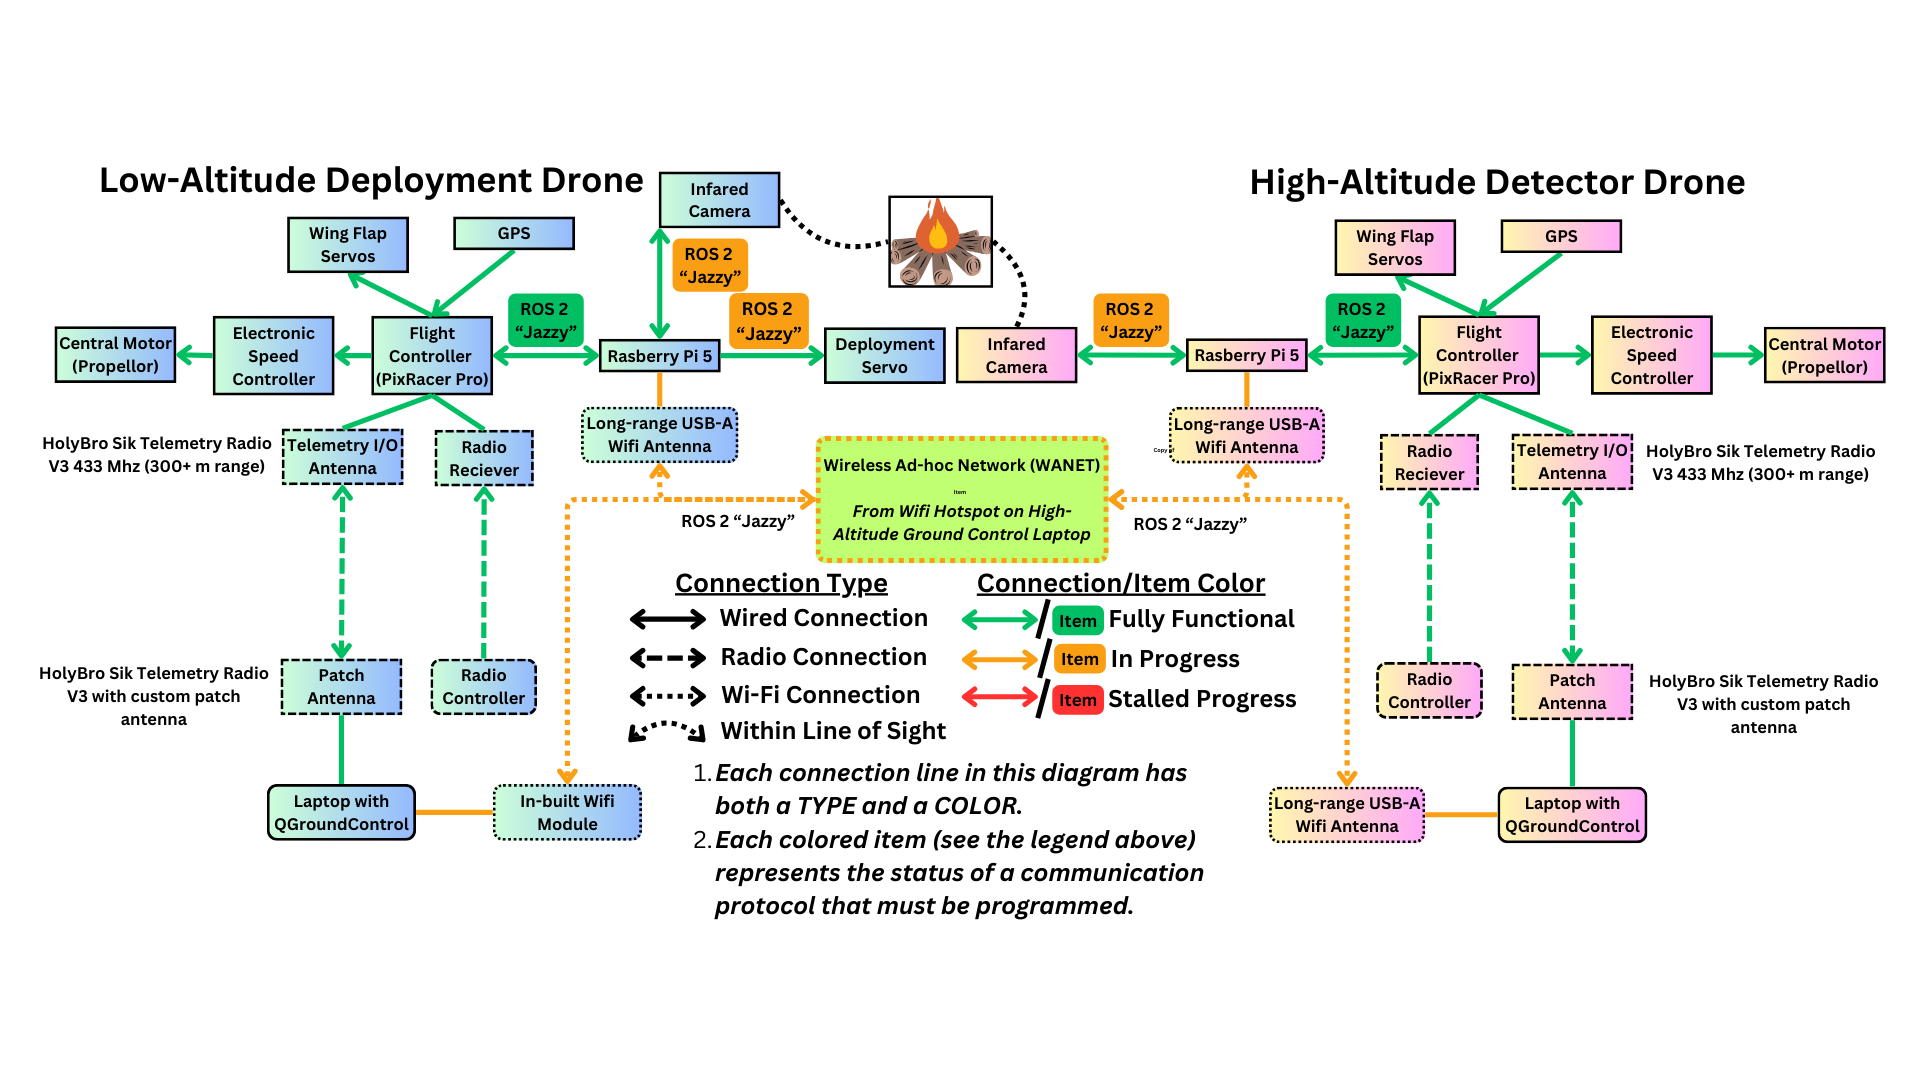 Low-Altitude Deployment Drone
High-Altitude Detector Drone
Infared
Camera
Wing Flap
Servos
GPS
ROS 2
“Jazzy”
ROS 2
“Jazzy”
ROS 2
“Jazzy”
Central Motor
(Propellor)
Electronic
Speed
Controller
Flight
Controller
(PixRacer Pro)
Rasberry Pi 5
Deployment
Servo
Long-range USB-A
Wifi Antenna
HolyBro Sik Telemetry Radio
V3 433 Mhz (300+ m range)
Telemetry I/O
Antenna
Radio
Reciever
HolyBro Sik Telemetry Radio
V3 with custom patch
antenna
Patch
Antenna
Radio
Controller
Laptop with
QGroundControl
In-built Wifi
Module
ROS 2 “Jazzy”
Wireless Ad-hoc Network (WANET)
Item
From Wifi Hotspot on High-
Altitude Ground Control Laptop
ROS 2 “Jazzy”
Wing Flap
Servos
GPS
Infared
Camera
ROS 2
“Jazzy”
Rasberry Pi 5
ROS 2
“Jazzy”
Flight
Controller
(PixRacer Pro)
Electronic
Speed
Controller
Central Motor
(Propellor)
Copy
Long-range USB-A
Wifi Antenna
Radio
Reciever
Telemetry I/O
Antenna
HolyBro Sik Telemetry Radio
V3 433 Mhz (300+ m range)
Radio
Controller
Patch
Antenna
HolyBro Sik Telemetry Radio
V3 with custom patch
antenna
Long-range USB-A
Wifi Antenna
Laptop with
QGroundControl
Connection Type
Wired Connection
Radio Connection
Wi-Fi Connection
Within Line of Sight
Connection/Item Color
Item Fully Functional
Item In Progress
Item Stalled Progress
1. Each connection line in this diagram has
both a TYPE and a COLOR.
2. Each colored item (see the legend above)
represents the status of a communication
protocol that must be programmed.